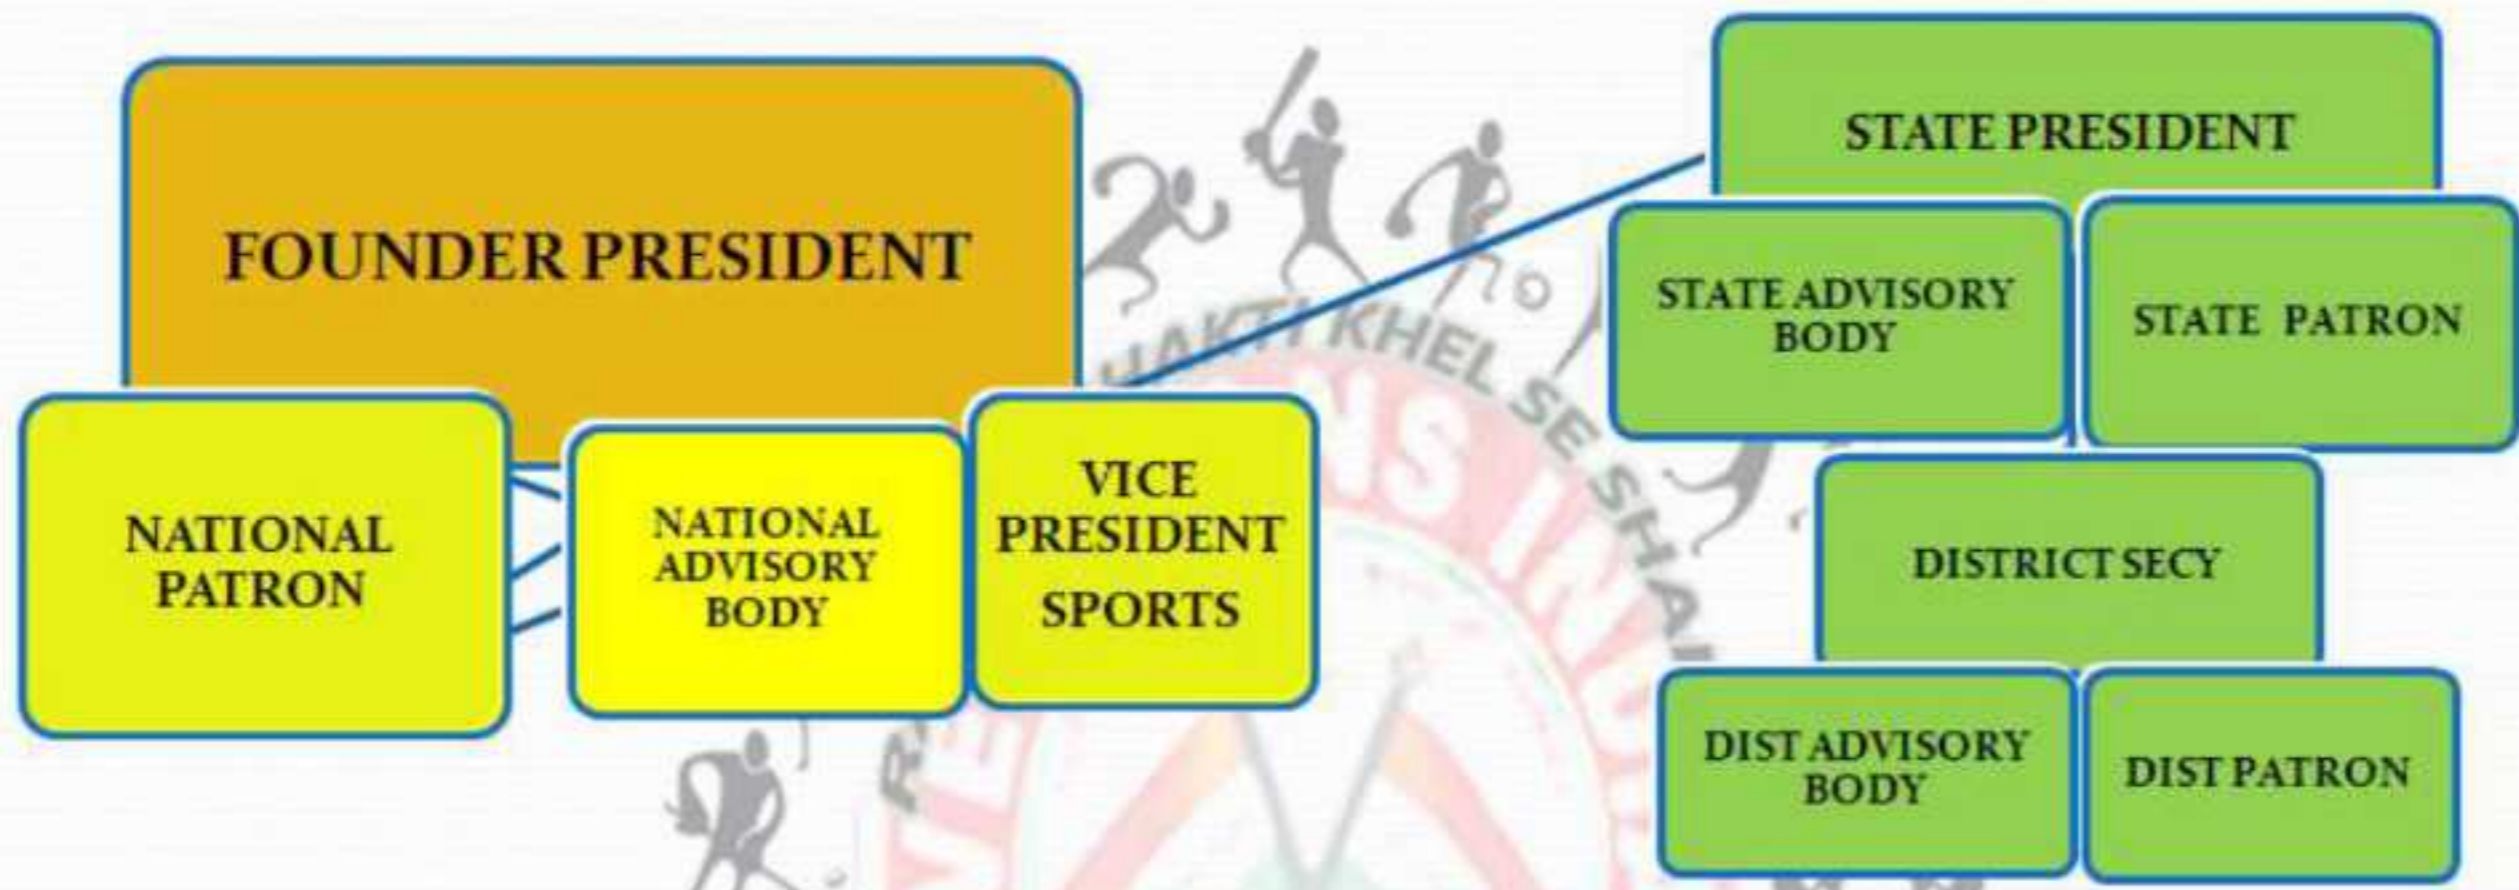 FOUNDER PRESIDENT
NATIONAL
PATRON
NATIONAL
ADVISORY
BODY
VICE
PRESIDENT
SPORTS
STATE PRESIDENT
STATE ADVISORY
BODY
STATE PATRON
DISTRICT SECY
DIST ADVISORY
BODY
DIST PATRON
KHEL SE